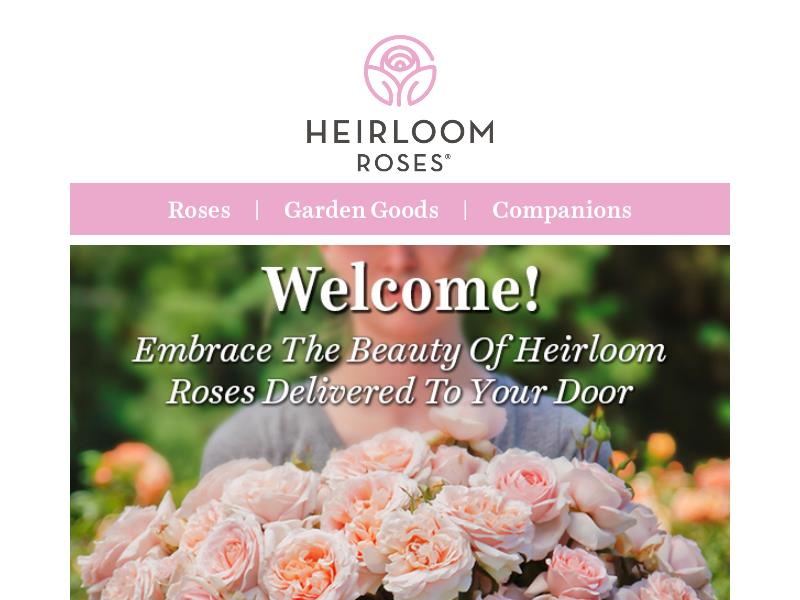 HEIRLOOM
ROSES®
Roses | Garden Goods | Companions
Welcome!
Embrace The Beauty Of Heirloom
Roses Delivered To Your Door